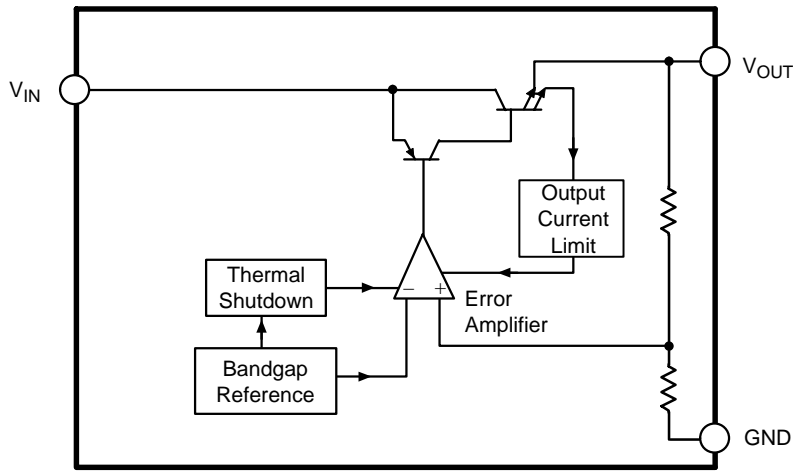 V_IN
V_OUT
Output
Current
Limit
Thermal
Shutdown
− +
Error
Amplifier
Bandgap
Reference
GND